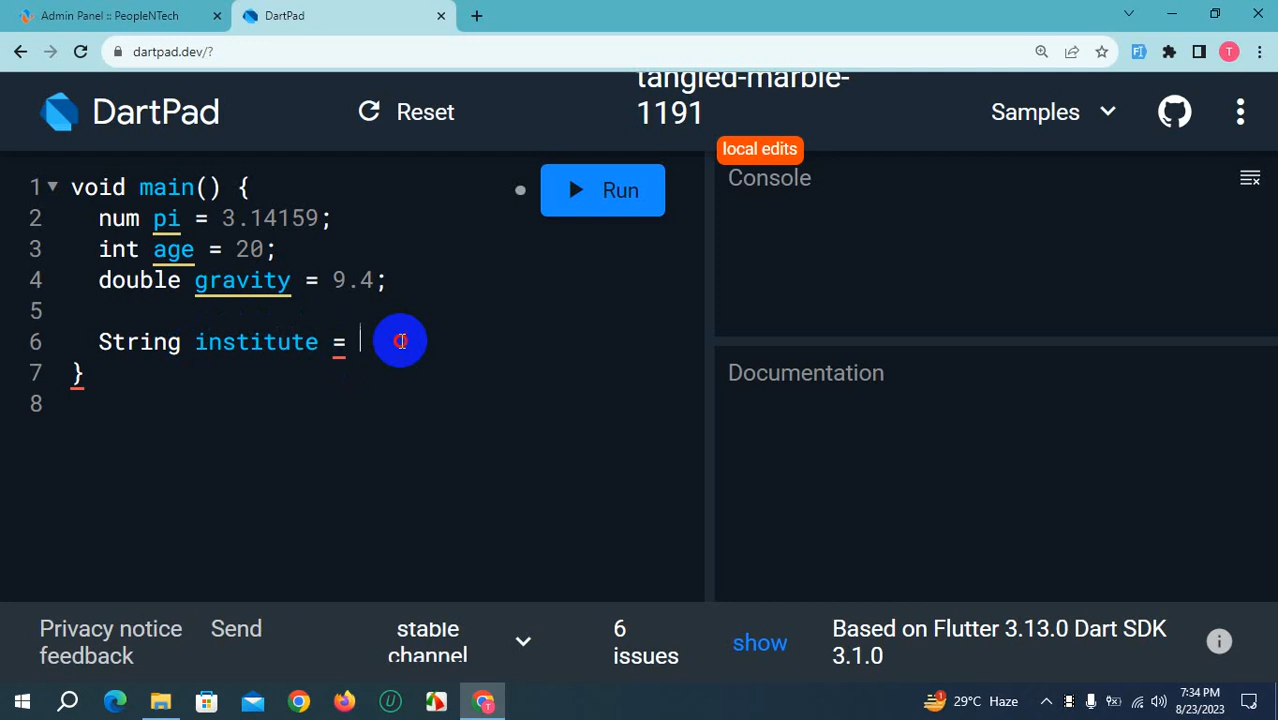 Admin Panel :: PeopleNTech
DartPad
dartpad.dev/?
DartPad
Reset
tangled-marble-
1191
Samples
local edits
1 void main() {
2 num pi = 3.14159;
3 int age = 20;
4 double gravity = 9.4;
5
6 String institute =
7 }
8
Run
Console
Documentation
Privacy notice
Send
feedback
stable
channel
6
issues
show
Based on Flutter 3.13.0 Dart SDK
3.1.0
29°C Haze
7:34 PM
8/23/2023